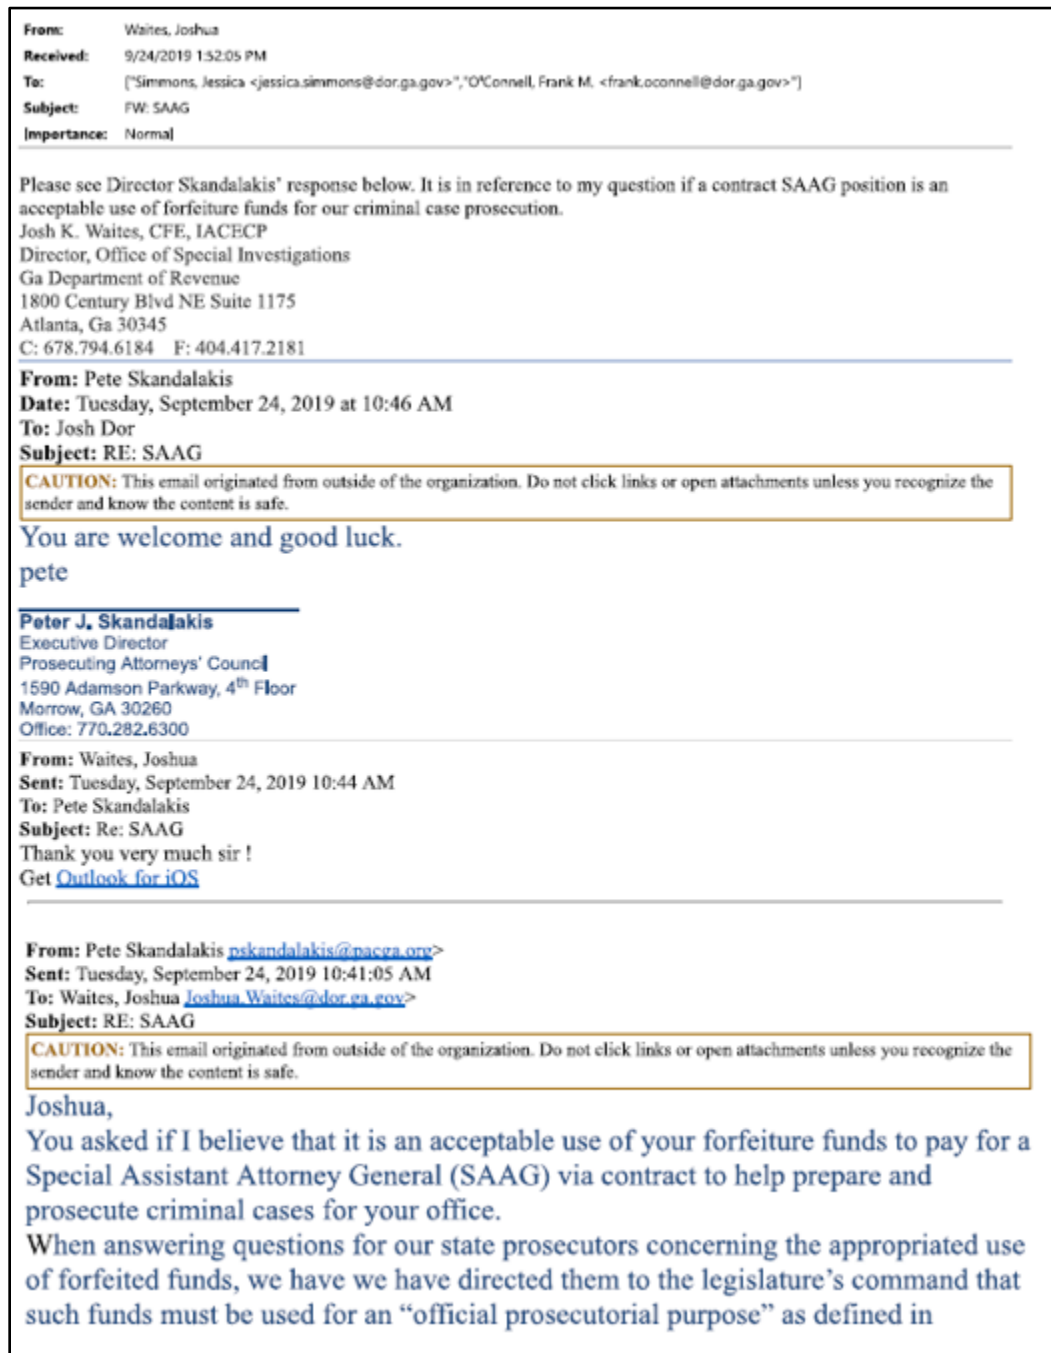 From: Waites, Joshua
Received: 9/24/2019 1:52:05 PM
To: ["Simmons, Jessica <jessica.simmons@dor.ga.gov>","O'Connell, Frank M. <frank.oconnell@dor.ga.gov>"]
Subject: FW: SAAG
Importance: Normal
Please see Director Skandalakis' response below. It is in reference to my question if a contract SAAG position is an
acceptable use of forfeiture funds for our criminal case prosecution.
Josh K. Waites, CFE, IACECP
Director, Office of Special Investigations
Ga Department of Revenue
1800 Century Blvd NE Suite 1175
Atlanta, Ga 30345
C: 678.794.6184 F: 404.417.2181
From: Pete Skandalakis
Date: Tuesday, September 24, 2019 at 10:46 AM
To: Josh Dor
Subject: RE: SAAG
CAUTION: This email originated from outside of the organization. Do not click links or open attachments unless you recognize the
sender and know the content is safe.
You are welcome and good luck.
pete
Peter J. Skandalakis
Executive Director
Prosecuting Attorneys' Council
1590 Adamson Parkway, 4th Floor
Morrow, GA 30260
Office: 770.282.6300
From: Waites, Joshua
Sent: Tuesday, September 24, 2019 10:44 AM
To: Pete Skandalakis
Subject: Re: SAAG
Thank you very much sir !
Get Outlook for iOS
From: Pete Skandalakis pskandalakis@pacga.org>
Sent: Tuesday, September 24, 2019 10:41:05 AM
To: Waites, Joshua Joshua.Waites@dor.ga.gov>
Subject: RE: SAAG
CAUTION: This email originated from outside of the organization. Do not click links or open attachments unless you recognize the
sender and know the content is safe.
Joshua,
You asked if I believe that it is an acceptable use of your forfeiture funds to pay for a
Special Assistant Attorney General (SAAG) via contract to help prepare and
prosecute criminal cases for your office.
When answering questions for our state prosecutors concerning the appropriated use
of forfeited funds, we have we have directed them to the legislature's command that
such funds must be used for an "official prosecutorial purpose" as defined in